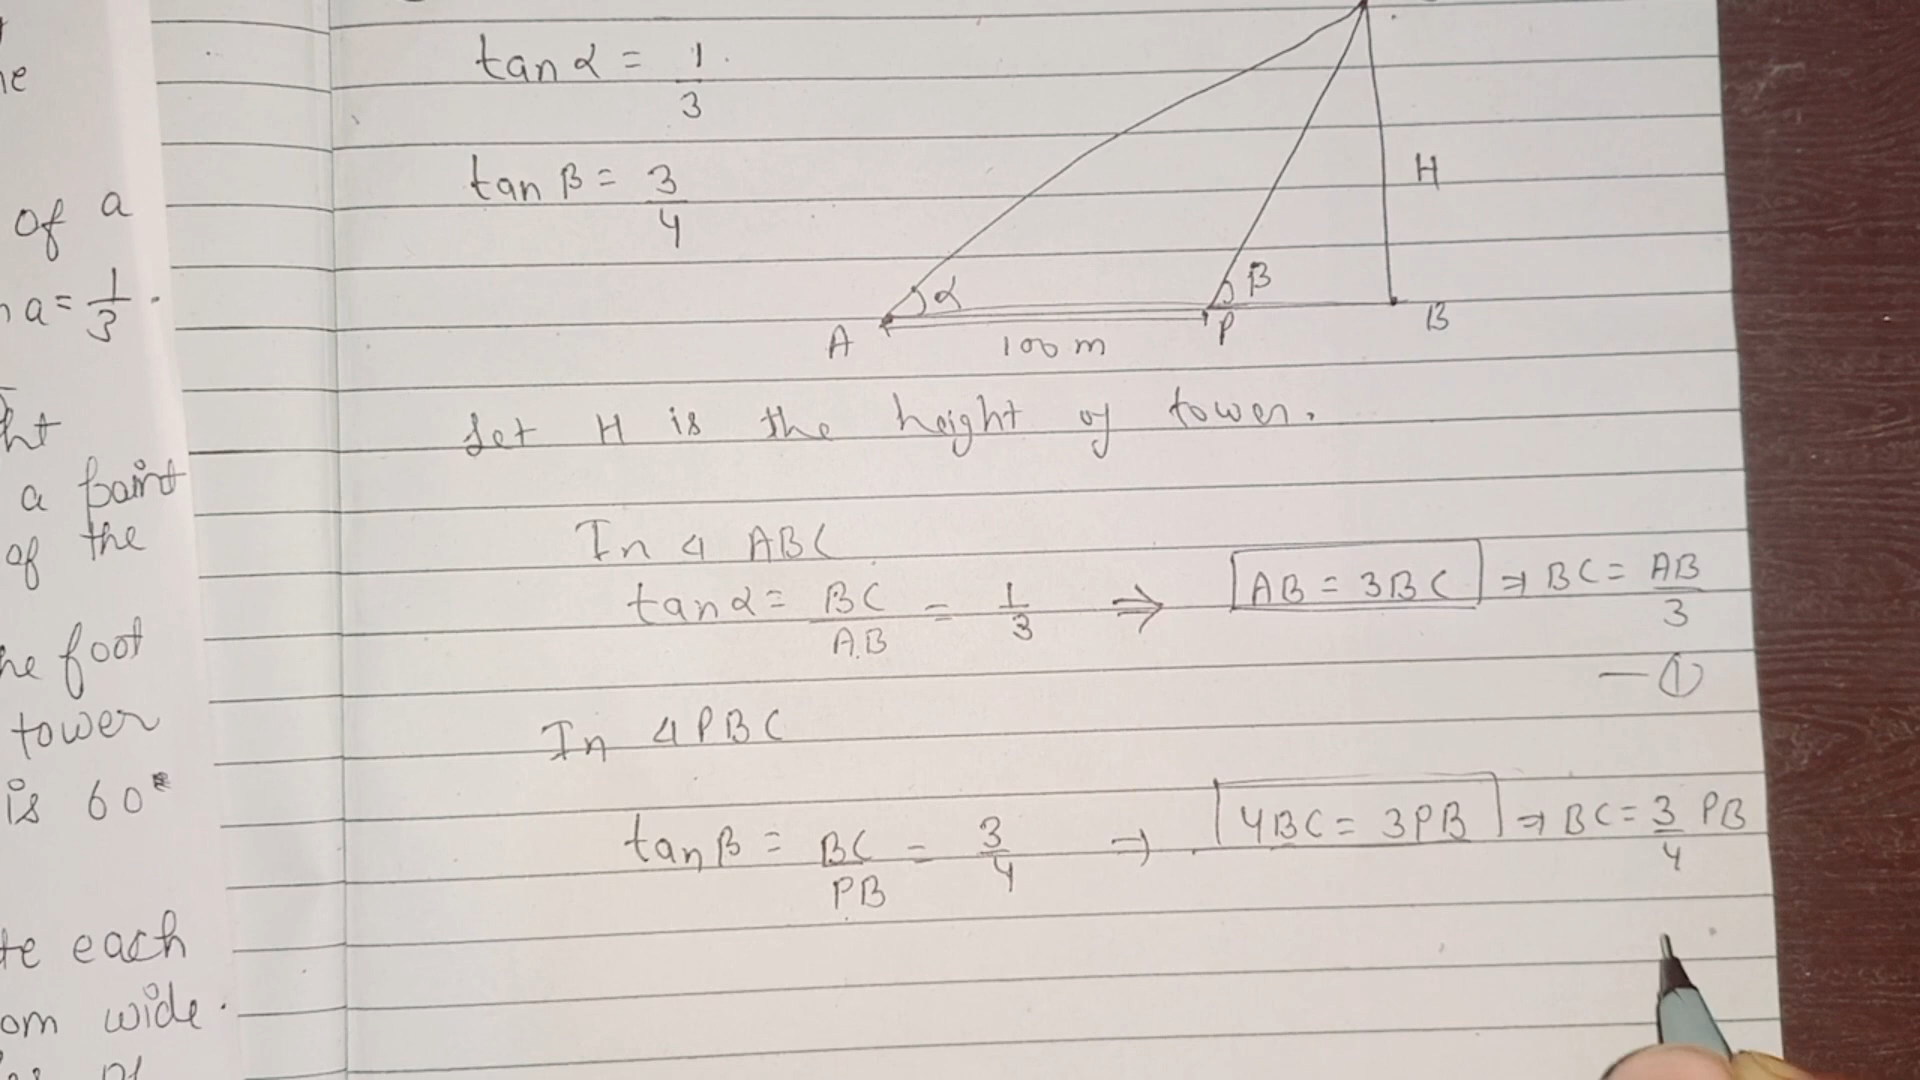 of a
a = 1/3.
a point
of the
foot
tower
is 60°
each
wide.
tan α = 1/3
tan β = 3/4
H
α
β
A
100 m
P
B
Let H is the height of tower.
In Δ ABC
tan α = BC/AB = 1/3 ⇒ AB = 3BC ⇒ BC = AB/3
— ①
In Δ PBC
tan β = BC/PB = 3/4 ⇒ 4BC = 3PB ⇒ BC = 3/4 PB